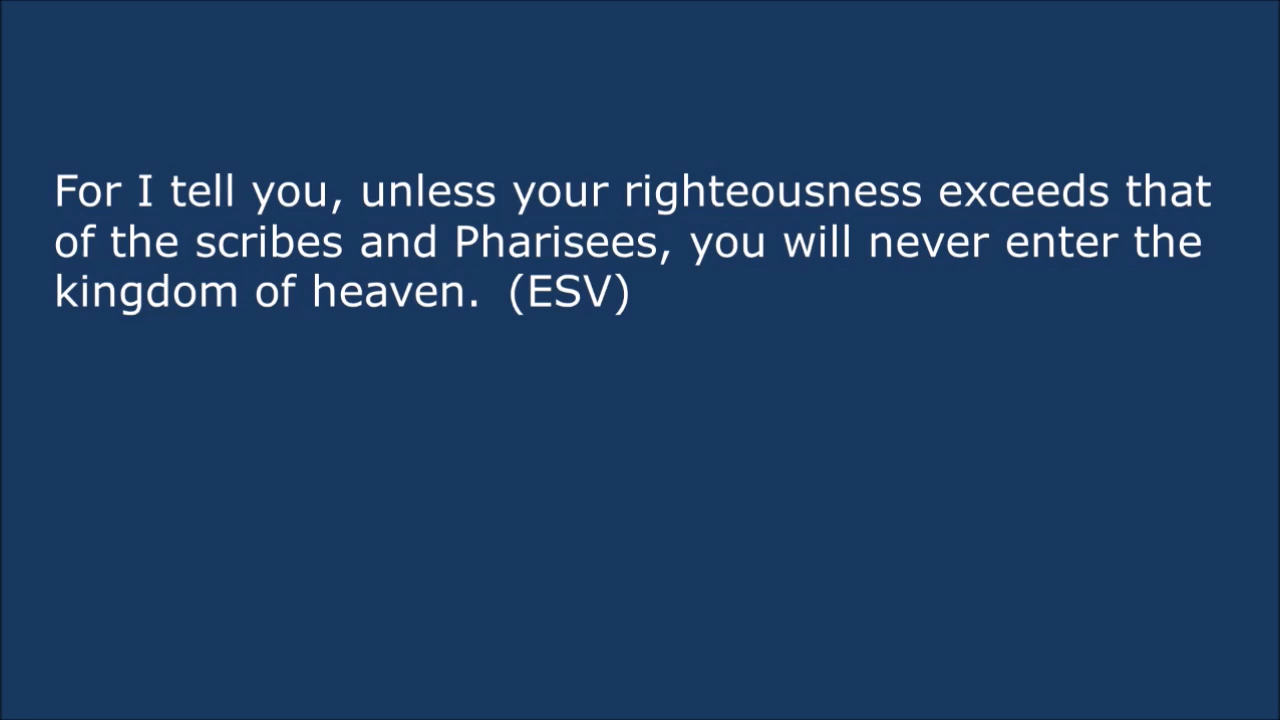 For I tell you, unless your righteousness exceeds that
of the scribes and Pharisees, you will never enter the
kingdom of heaven.  (ESV)